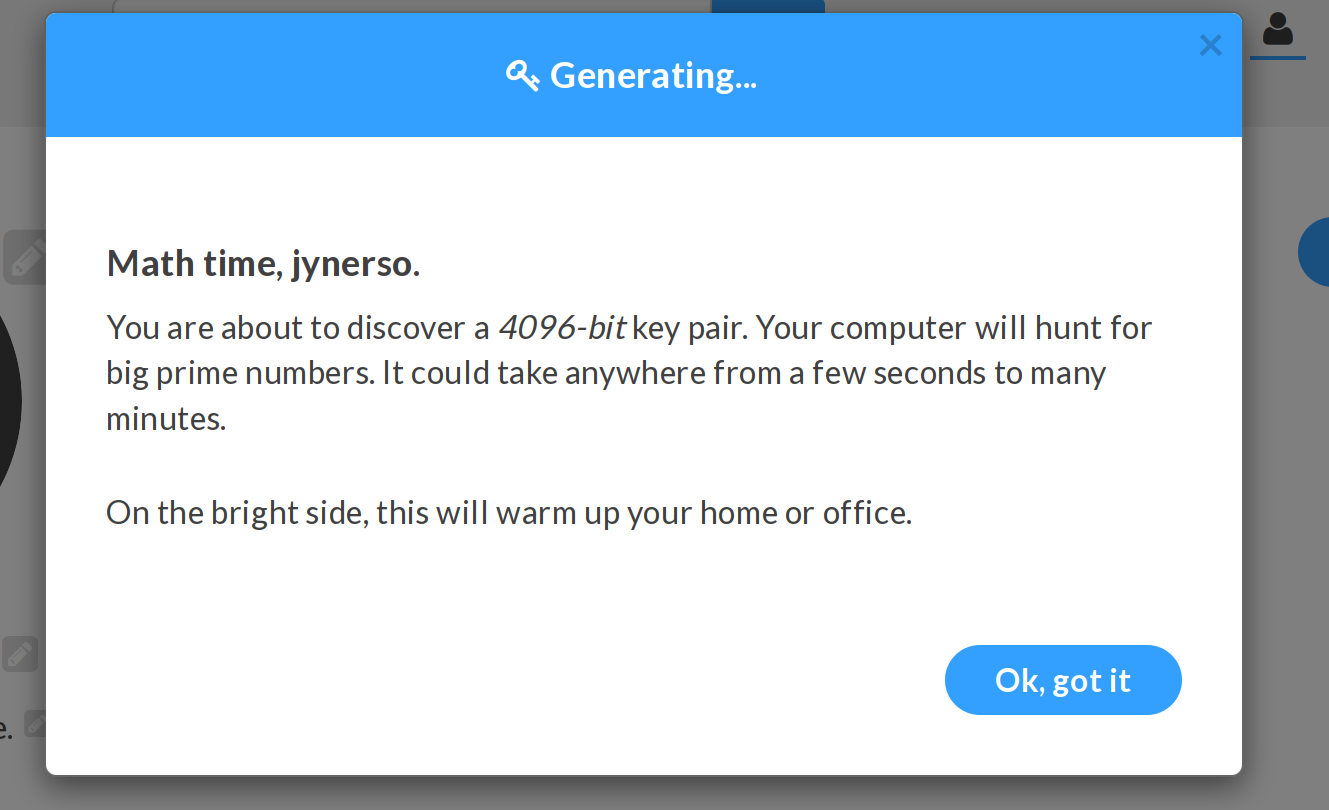 Generating...
Math time, jynerso.
You are about to discover a 4096-bit key pair. Your computer will hunt for
big prime numbers. It could take anywhere from a few seconds to many
minutes.
On the bright side, this will warm up your home or office.
Ok, got it
e.